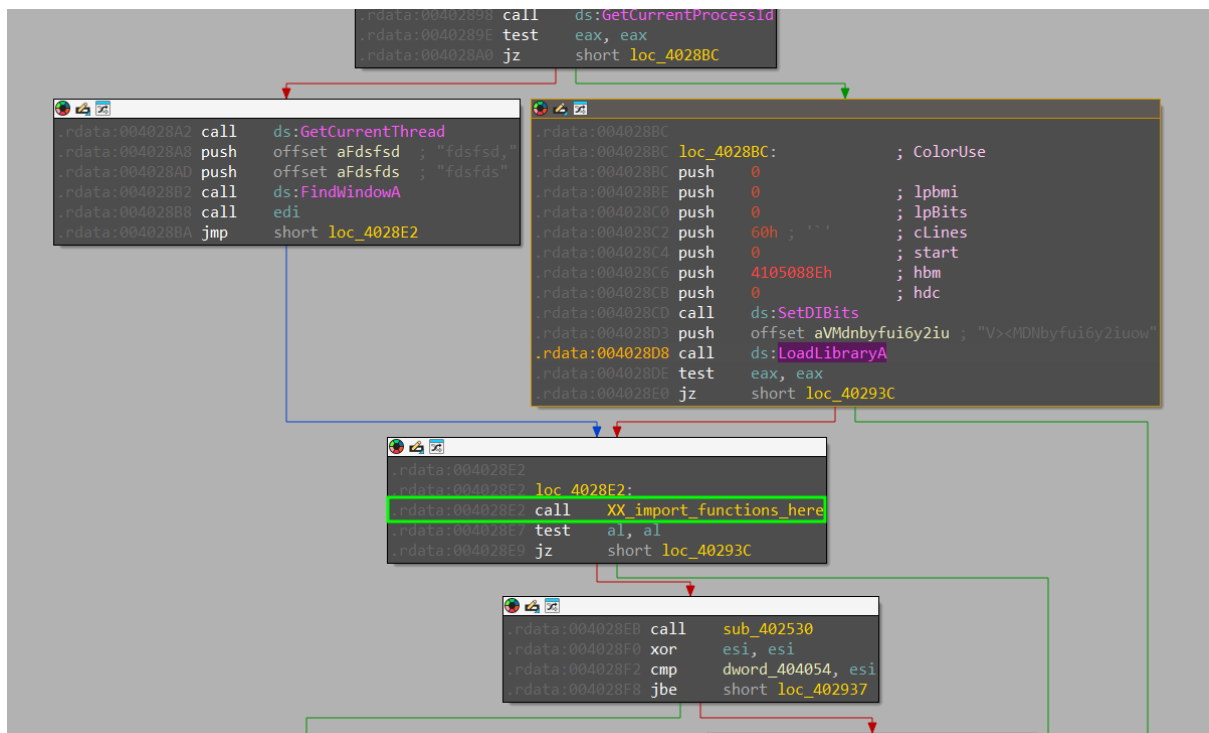 .rdata:00402898 call ds:GetCurrentProcessId
.rdata:0040289E test eax, eax
.rdata:004028A0 jz short loc_4028BC
.rdata:004028A2 call ds:GetCurrentThread
.rdata:004028A8 push offset aFdsfsd ; "fdsfsd,"
.rdata:004028AD push offset aFdsfds ; "fdsfds"
.rdata:004028B2 call ds:FindWindowA
.rdata:004028B8 call edi
.rdata:004028BA jmp short loc_4028E2
.rdata:004028BC
.rdata:004028BC loc_4028BC: ; ColorUse
.rdata:004028BC push 0
.rdata:004028BE push 0 ; lpbmi
.rdata:004028C0 push 0 ; lpBits
.rdata:004028C2 push 60h ; '`' ; cLines
.rdata:004028C4 push 0 ; start
.rdata:004028C6 push 4105088Eh ; hbm
.rdata:004028CB push 0 ; hdc
.rdata:004028CD call ds:SetDIBits
.rdata:004028D3 push offset aVMdnbyfui6y2iu ; "V><MDNbyfui6y2iuow"
.rdata:004028D8 call ds:LoadLibraryA
.rdata:004028DE test eax, eax
.rdata:004028E0 jz short loc_40293C
.rdata:004028E2
.rdata:004028E2 loc_4028E2:
.rdata:004028E2 call XX_import_functions_here
.rdata:004028E7 test al, al
.rdata:004028E9 jz short loc_40293C
.rdata:004028EB call sub_402530
.rdata:004028F0 xor esi, esi
.rdata:004028F2 cmp dword_404054, esi
.rdata:004028F8 jbe short loc_402937